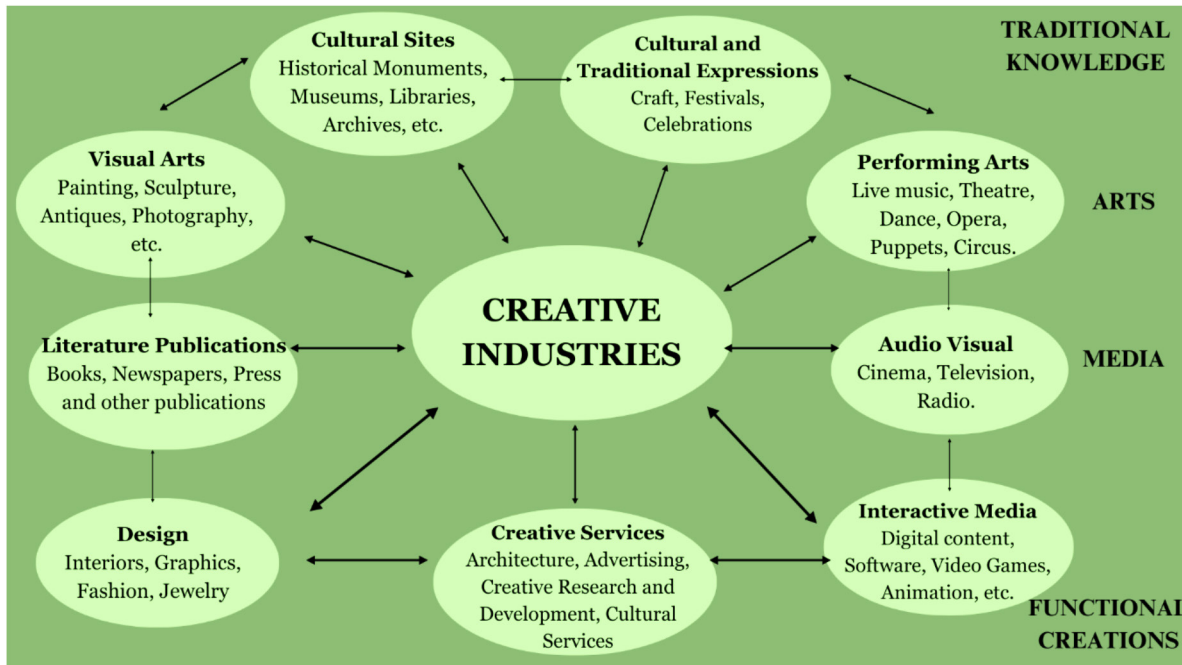 TRADITIONAL
KNOWLEDGE
Cultural Sites
Historical Monuments,
Museums, Libraries,
Archives, etc.
Cultural and
Traditional Expressions
Craft, Festivals,
Celebrations
Visual Arts
Painting, Sculpture,
Antiques, Photography,
etc.
Performing Arts
Live music, Theatre,
Dance, Opera,
Puppets, Circus.
ARTS
CREATIVE
INDUSTRIES
Literature Publications
Books, Newspapers, Press
and other publications
Audio Visual
Cinema, Television,
Radio.
MEDIA
Design
Interiors, Graphics,
Fashion, Jewelry
Creative Services
Architecture, Advertising,
Creative Research and
Development, Cultural
Services
Interactive Media
Digital content,
Software, Video Games,
Animation, etc.
FUNCTIONAL
CREATIONS